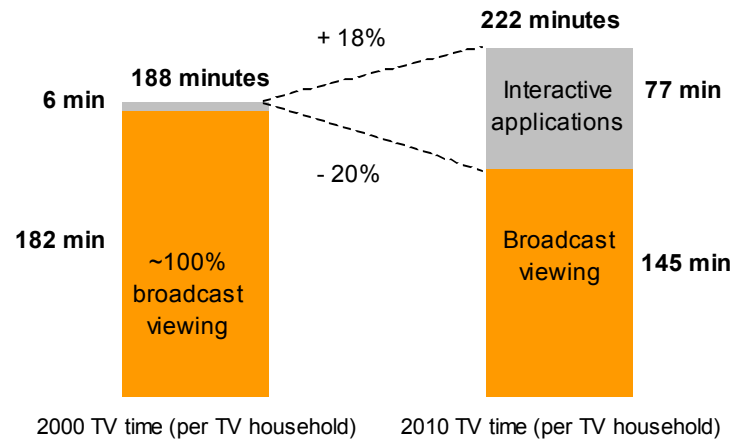 222 minutes
+ 18%
188 minutes
6 min
Interactive
applications
77 min
- 20%
182 min
~100%
broadcast
viewing
Broadcast
viewing
145 min
2000 TV time (per TV household)
2010 TV time (per TV household)